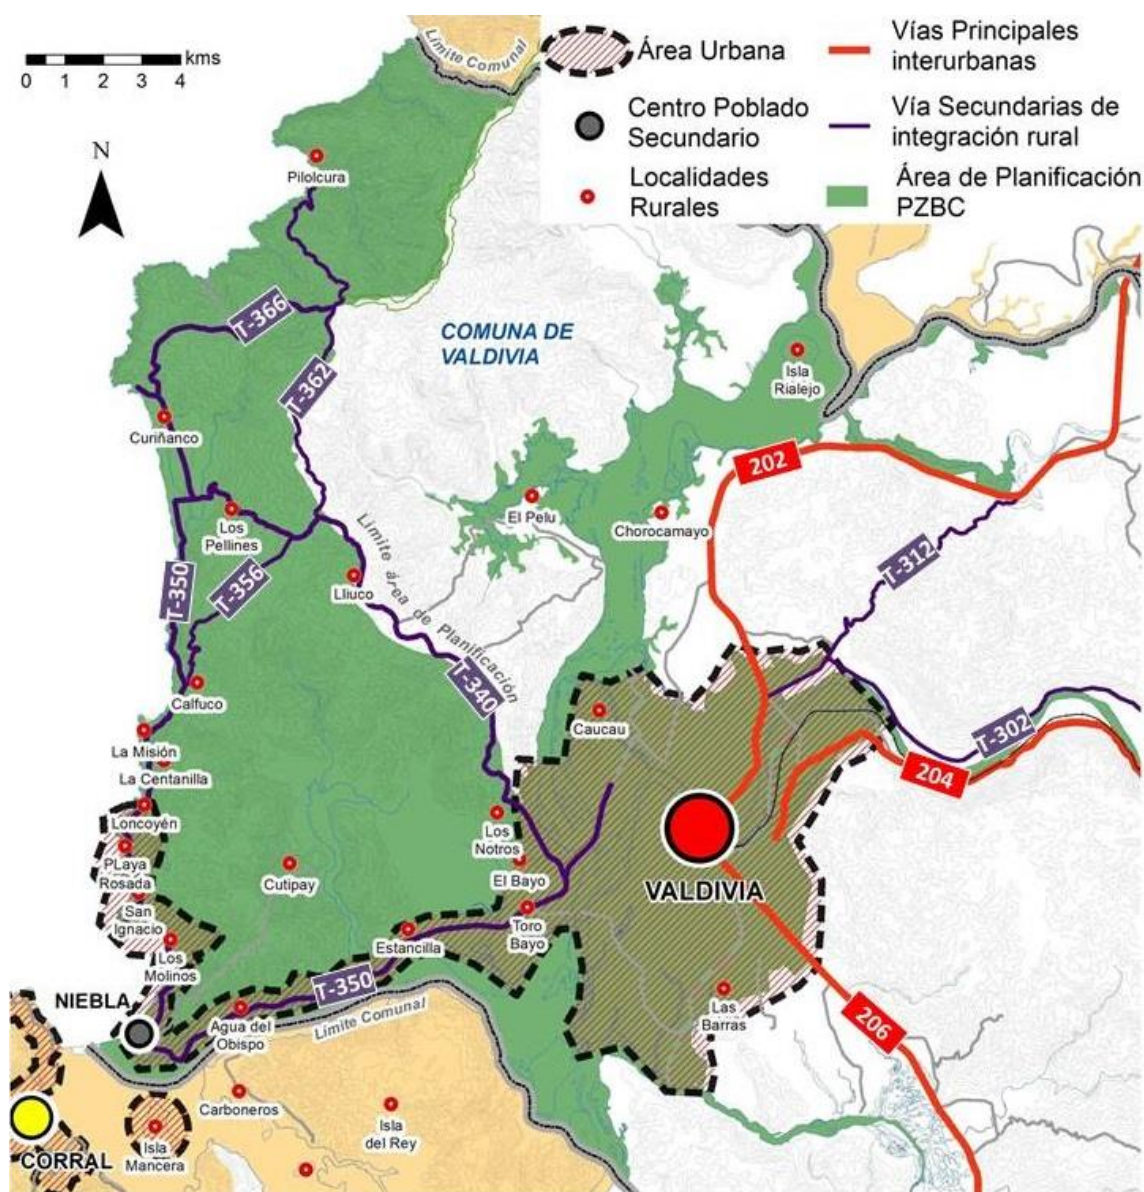 kms
0 1 2 3 4
N
Área Urbana
Centro Poblado
Secundario
Localidades
Rurales
Vías Principales
interurbanas
Vía Secundarias de
integración rural
Área de Planificación
PZBC
Límite Comunal
Pilolcura
T-366
COMUNA DE
VALDIVIA
T-362
Isla
Rialejo
Curiñanco
202
El Pelu
Los
Pellines
Chorocamayo
T-312
T-350
T-356
Lliuco
Límite área de Planificación
T-340
Calfuco
Caucau
T-302
La Misión
La Centanilla
204
Loncoyén
Los
Notros
PLaya
Rosada
Cutipay
El Bayo
VALDIVIA
San
Ignacio
Estancilla
Toro
Bayo
Los
Molinos
T-350
NIEBLA
Agua del
Obispo
Límite Comunal
Las
Barras
206
Carboneros
Isla
del Rey
Isla
Mancera
CORRAL